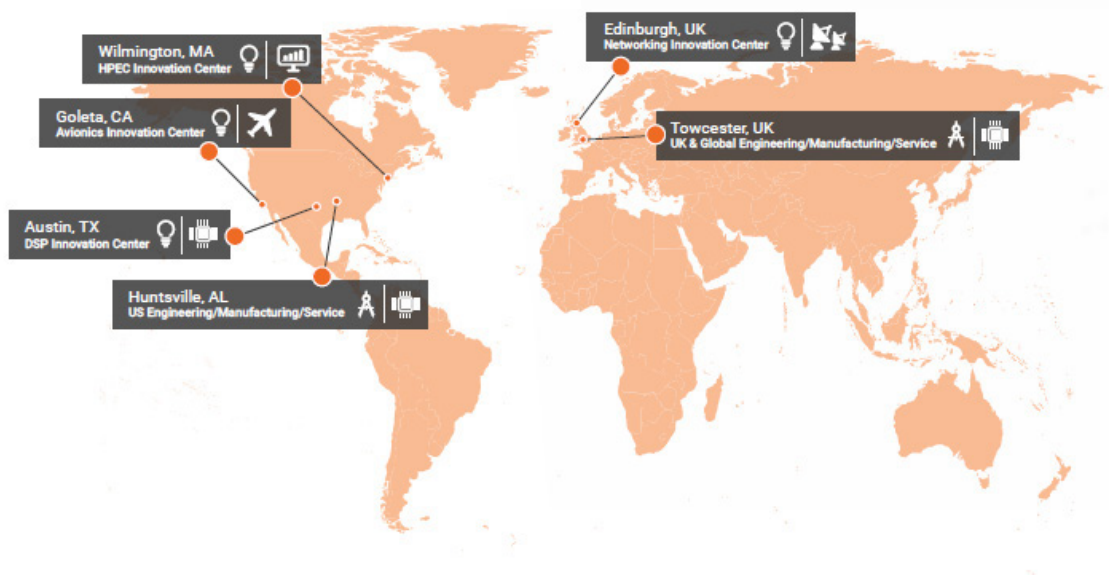 Wilmington, MA
HPEC Innovation Center
Goleta, CA
Avionics Innovation Center
Austin, TX
DSP Innovation Center
Huntsville, AL
US Engineering/Manufacturing/Service
Edinburgh, UK
Networking Innovation Center
Towcester, UK
UK & Global Engineering/Manufacturing/Service